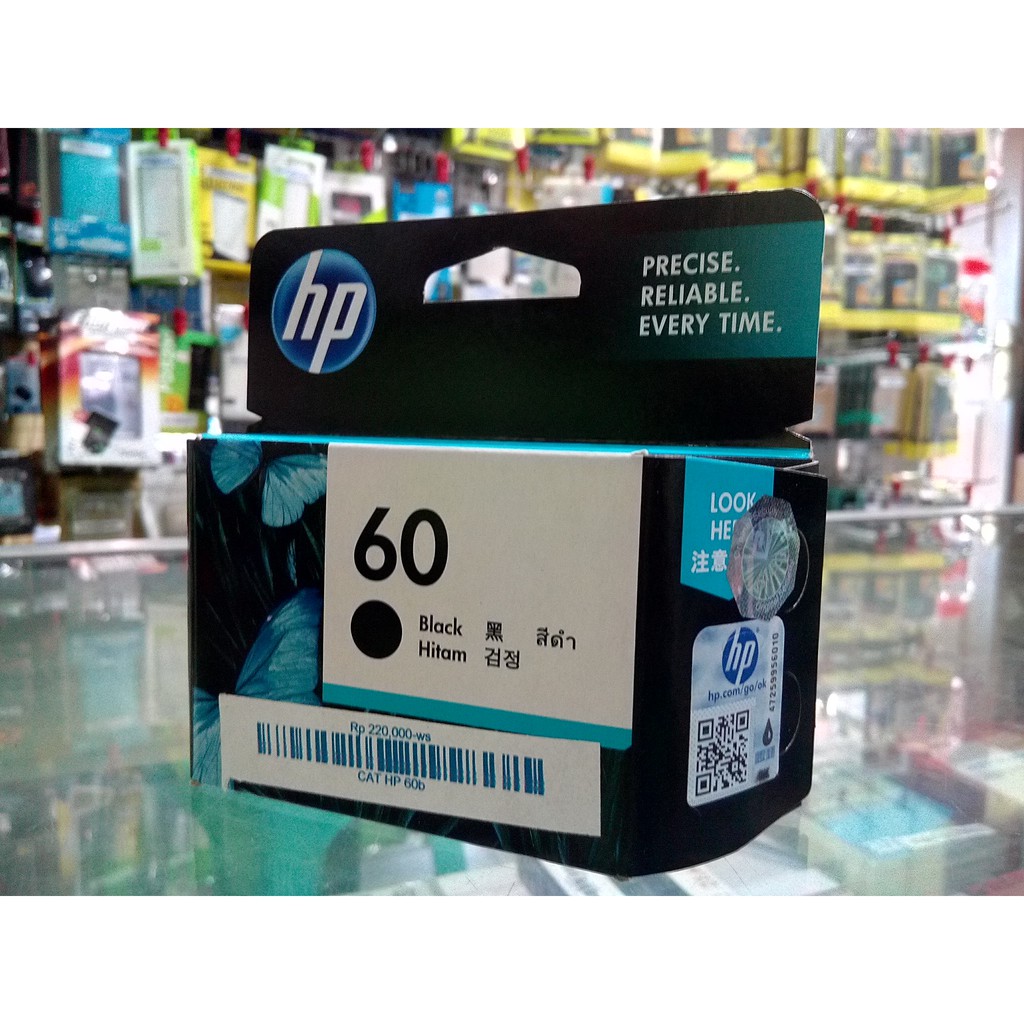 hp
PRECISE.
RELIABLE.
EVERY TIME.
60
Black 黑 สีดำ
Hitam 검정
Rp 220,000-ws
CAT HP 60b
LOOK
注意
hp
hp.com/go/ok
47259956010